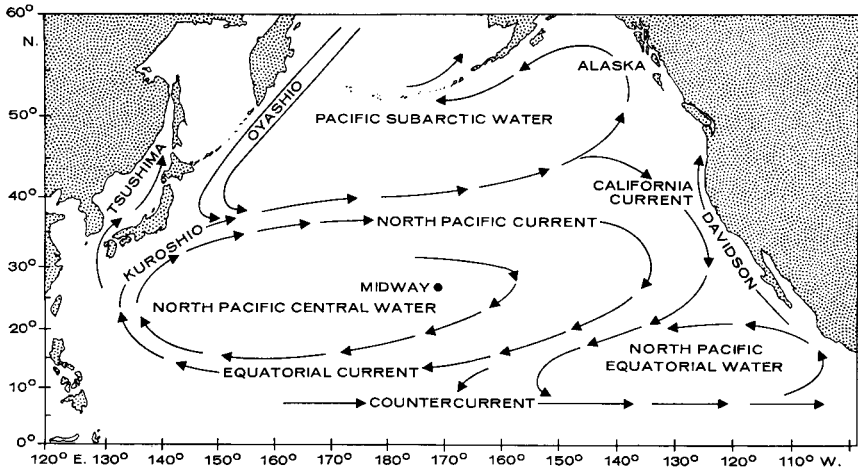 60°
N.
ALASKA
50°
OYASHIO
PACIFIC SUBARCTIC WATER
TSUSHIMA
40°
CALIFORNIA
CURRENT
NORTH PACIFIC CURRENT
KUROSHIO
DAVIDSON
30°
MIDWAY
NORTH PACIFIC CENTRAL WATER
20°
NORTH PACIFIC
EQUATORIAL WATER
EQUATORIAL CURRENT
10°
COUNTERCURRENT
0°
120° E. 130° 140° 150° 160° 170° 180° 170° 160° 150° 140° 130° 120° 110° W.